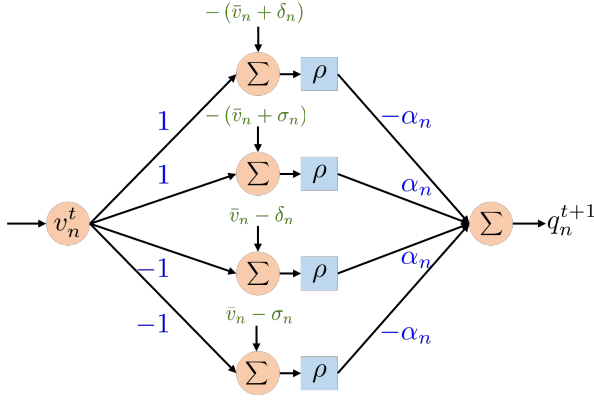 − (v̄ₙ + δₙ)
∑ ρ
1 −αₙ
− (v̄ₙ + σₙ)
1 ∑ ρ αₙ
v̄ₙ − δₙ
vₙᵗ ∑ qₙᵗ⁺¹
−1 ∑ ρ αₙ
v̄ₙ − σₙ
−1 −αₙ
∑ ρ